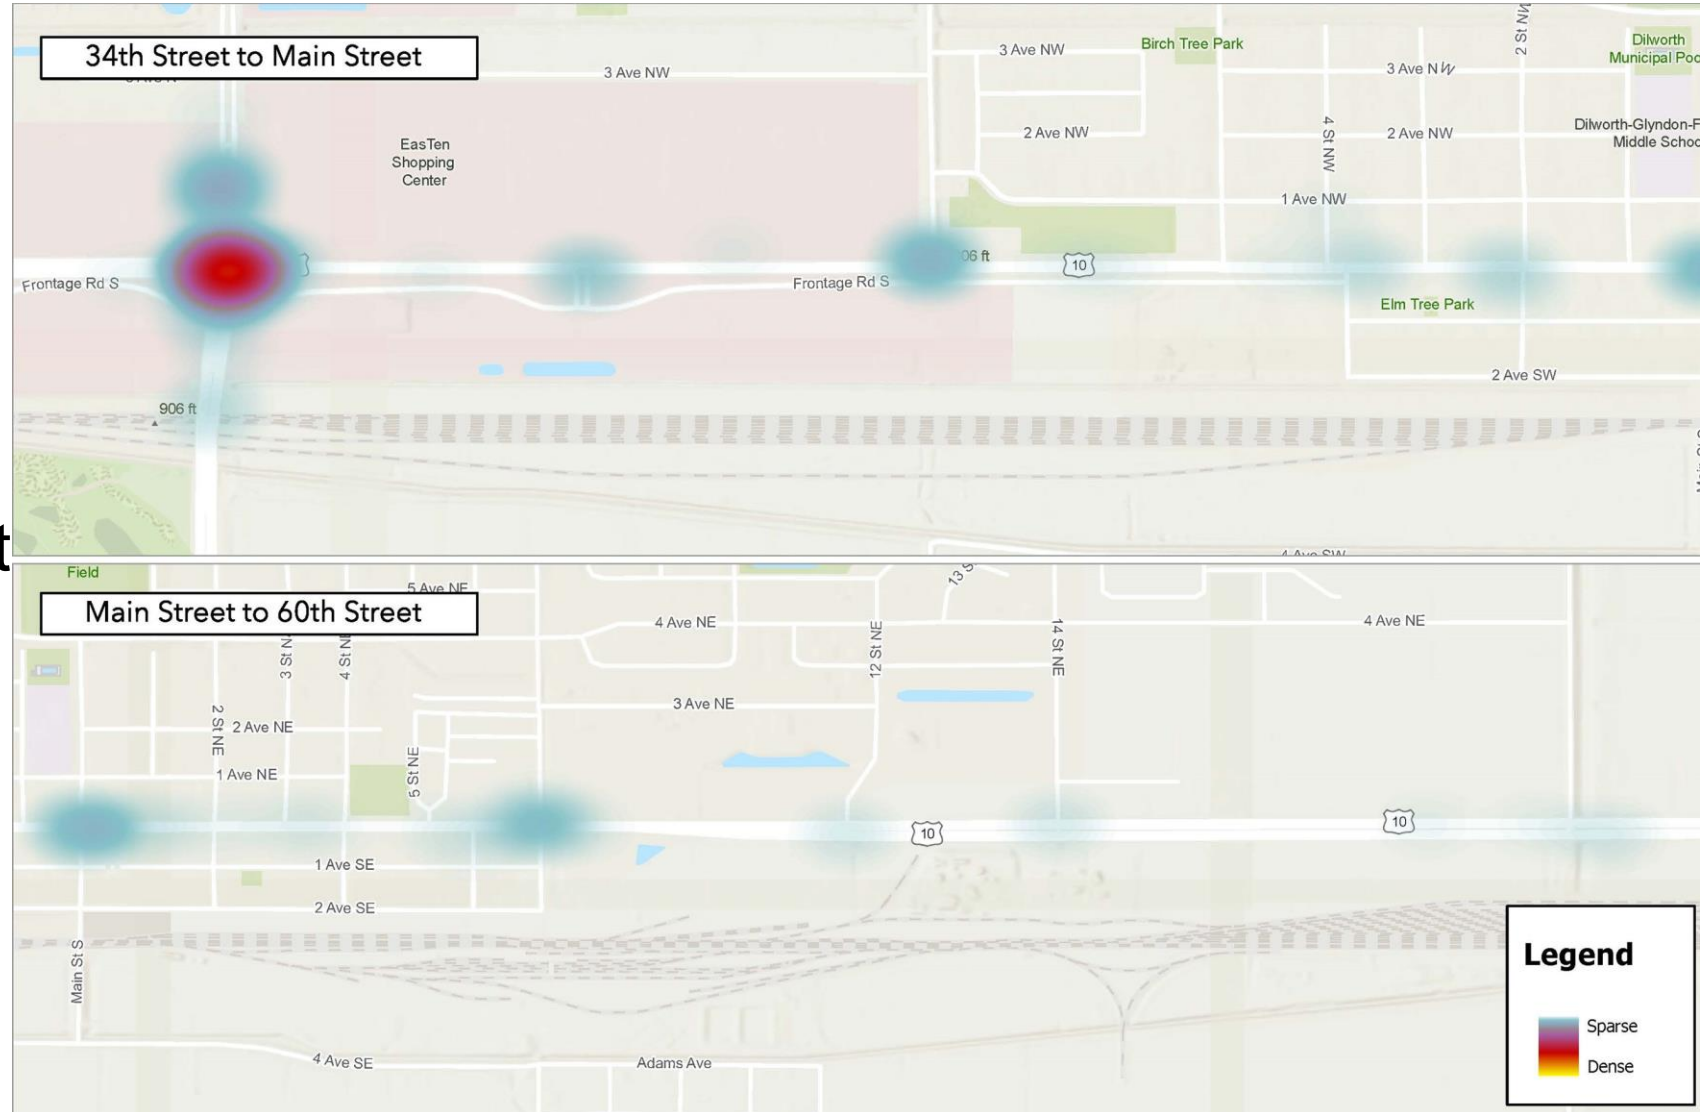 34th Street to Main Street
3 Ave NW
3 Ave NW
Birch Tree Park
2 St NW
Dilworth
Municipal Poo
3 Ave NW
EasTen
Shopping
Center
2 Ave NW
4 St NW
2 Ave NW
Dilworth-Glyndon-F
Middle Schoo
1 Ave NW
06 ft
10
Frontage Rd S
Frontage Rd S
Elm Tree Park
2 Ave SW
906 ft
4 Ave SW
t
Field
Main Street to 60th Street
5 Ave NE
13 S
4 Ave NE
12 St NE
14 St NE
4 Ave NE
3 St N
4 St NE
3 Ave NE
2 St NE
2 Ave NE
1 Ave NE
5 St NE
10
10
1 Ave SE
2 Ave SE
Main St S
4 Ave SE
Adams Ave
Legend
Sparse
Dense